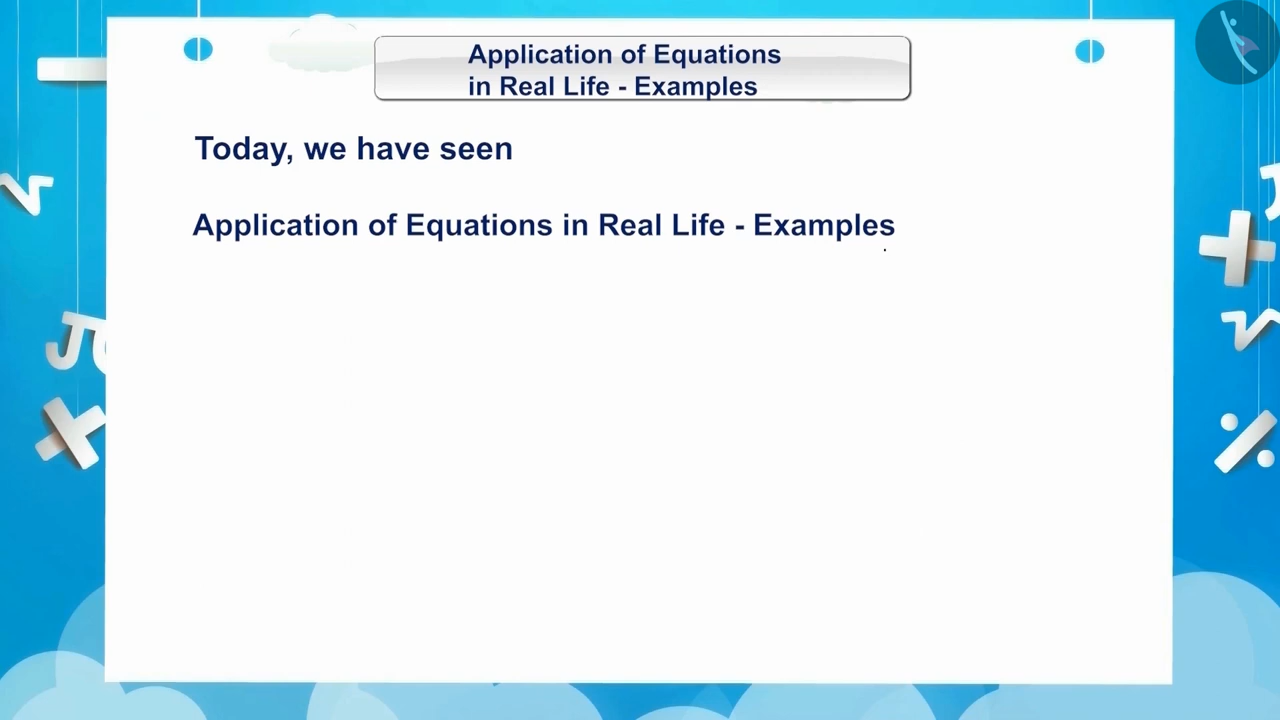 Application of Equations
in Real Life - Examples
Today, we have seen
Application of Equations in Real Life - Examples